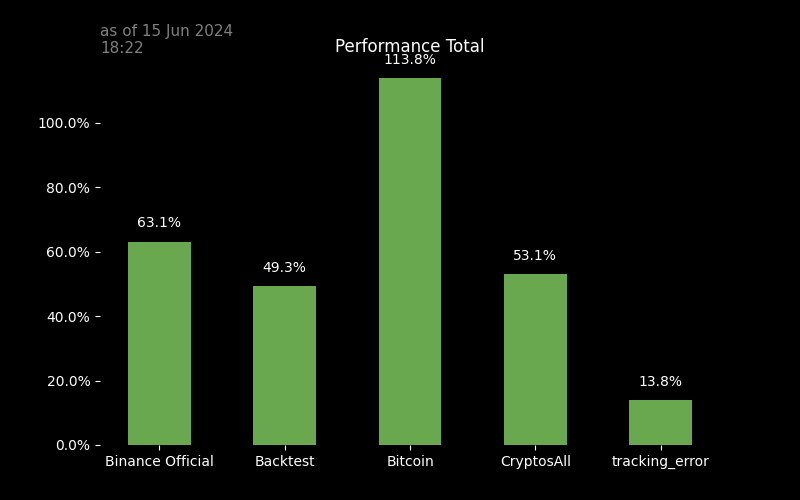 as of 15 Jun 2024
18:22
Performance Total
113.8%
100.0%
80.0%
63.1%
60.0%
53.1%
49.3%
40.0%
20.0%
13.8%
0.0%
Binance Official
Backtest
Bitcoin
CryptosAll
tracking_error